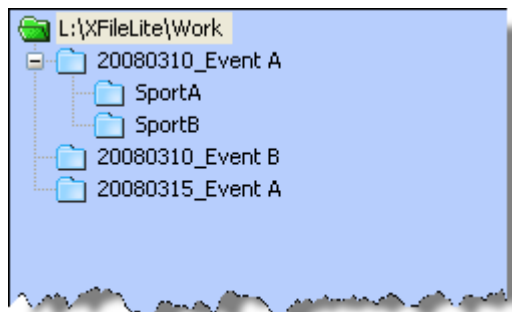 L:\XFileLite\Work
20080310_Event A
SportA
SportB
20080310_Event B
20080315_Event A